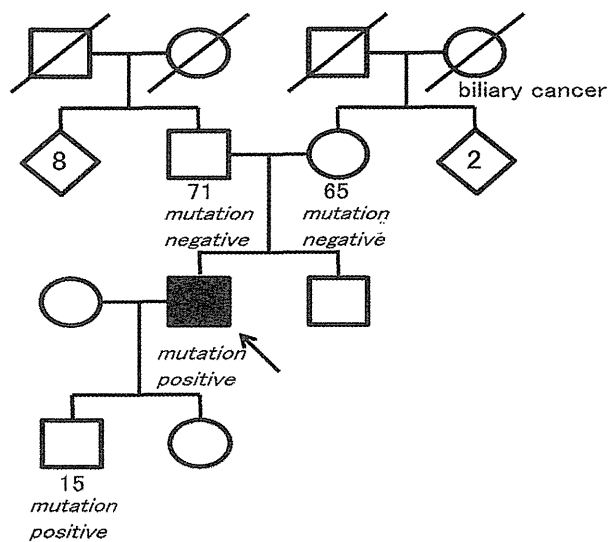 biliary cancer
8
2
71
mutation
negative
65
mutation
negative
mutation
positive
15
mutation
positive